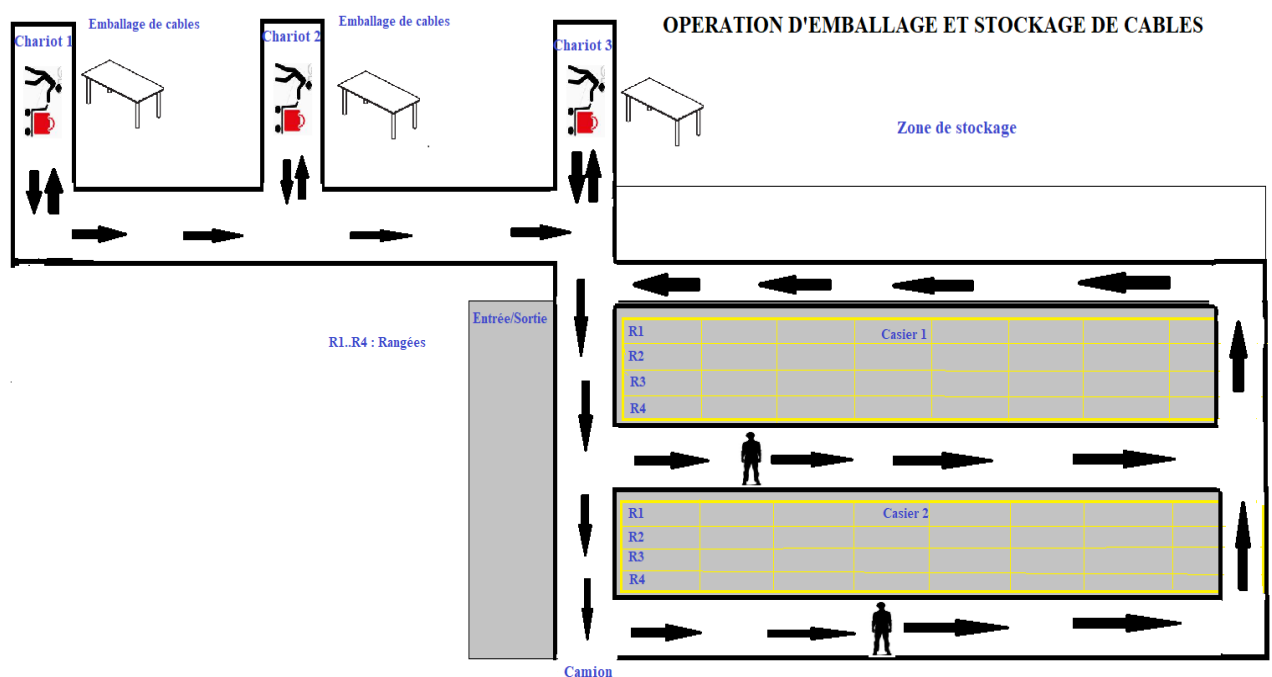 OPERATION D'EMBALLAGE ET STOCKAGE DE CABLES
Emballage de cables
Emballage de cables
Chariot 1
Chariot 2
Chariot 3
Zone de stockage
Entrée/Sortie
R1..R4 : Rangées
R1
Casier 1
R2
R3
R4
R1
Casier 2
R2
R3
R4
Camion